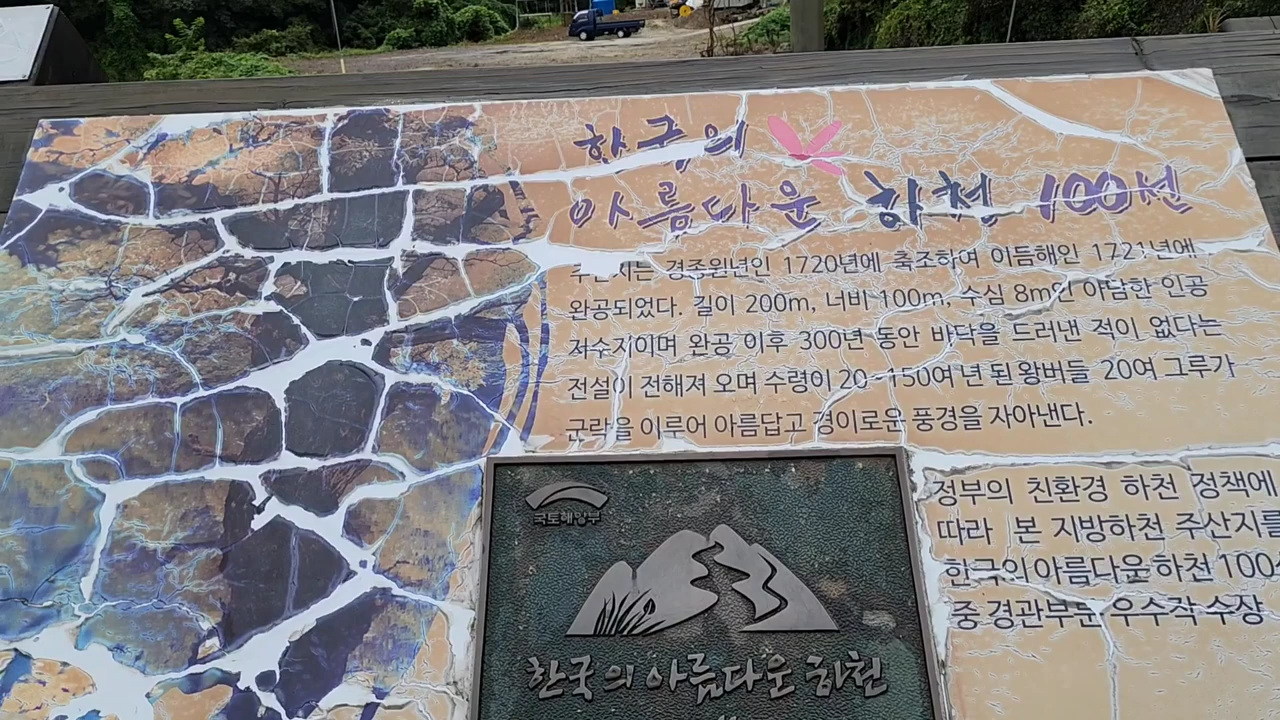 한국의
아름다운 하천 100선
주산지는 경종원년인 1720년에 축조하여 이듬해인 1721년에
완공되었다. 길이 200m, 너비 100m, 수심 8m인 아담한 인공
저수지이며 완공 이후 300년 동안 바닥을 드러낸 적이 없다는
전설이 전해져 오며 수령이 20~150여 년 된 왕버들 20여 그루가
군락을 이루어 아름답고 경이로운 풍경을 자아낸다.
국토해양부
한국의 아름다운 하천
정부의 친환경 하천 정책에
따라 본 지방하천 주산지를
한국의 아름다운 하천 100선
중 경관부문 우수작 수장